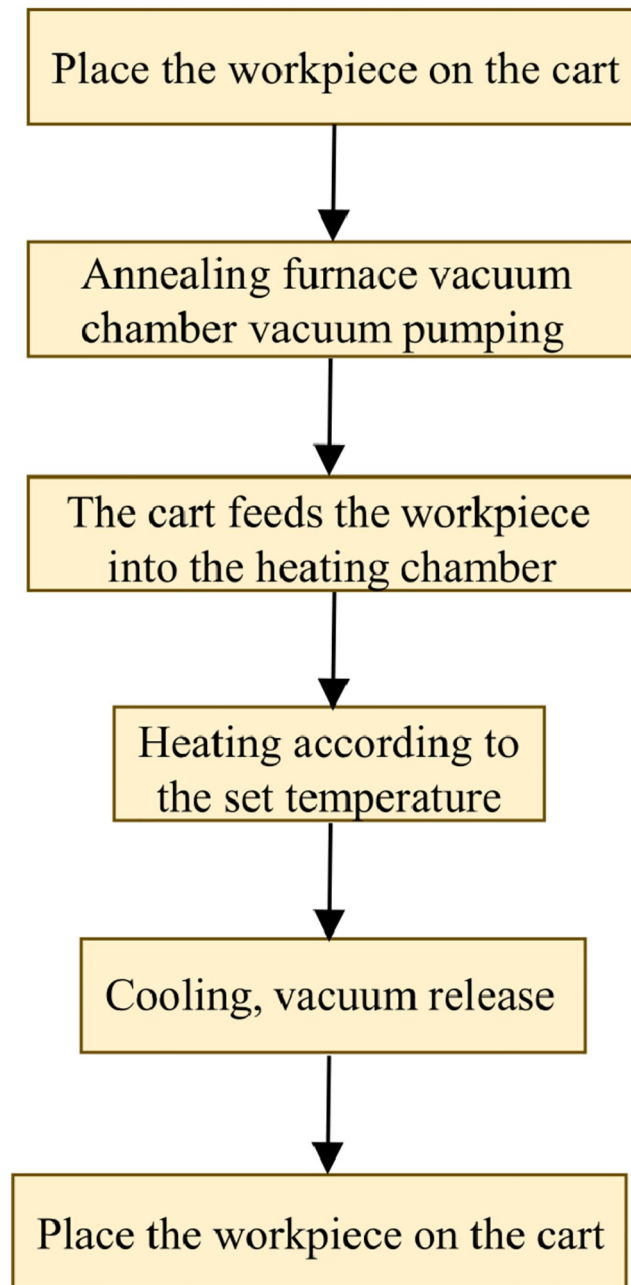 Place the workpiece on the cart
Annealing furnace vacuum
chamber vacuum pumping
The cart feeds the workpiece
into the heating chamber
Heating according to
the set temperature
Cooling, vacuum release
Place the workpiece on the cart